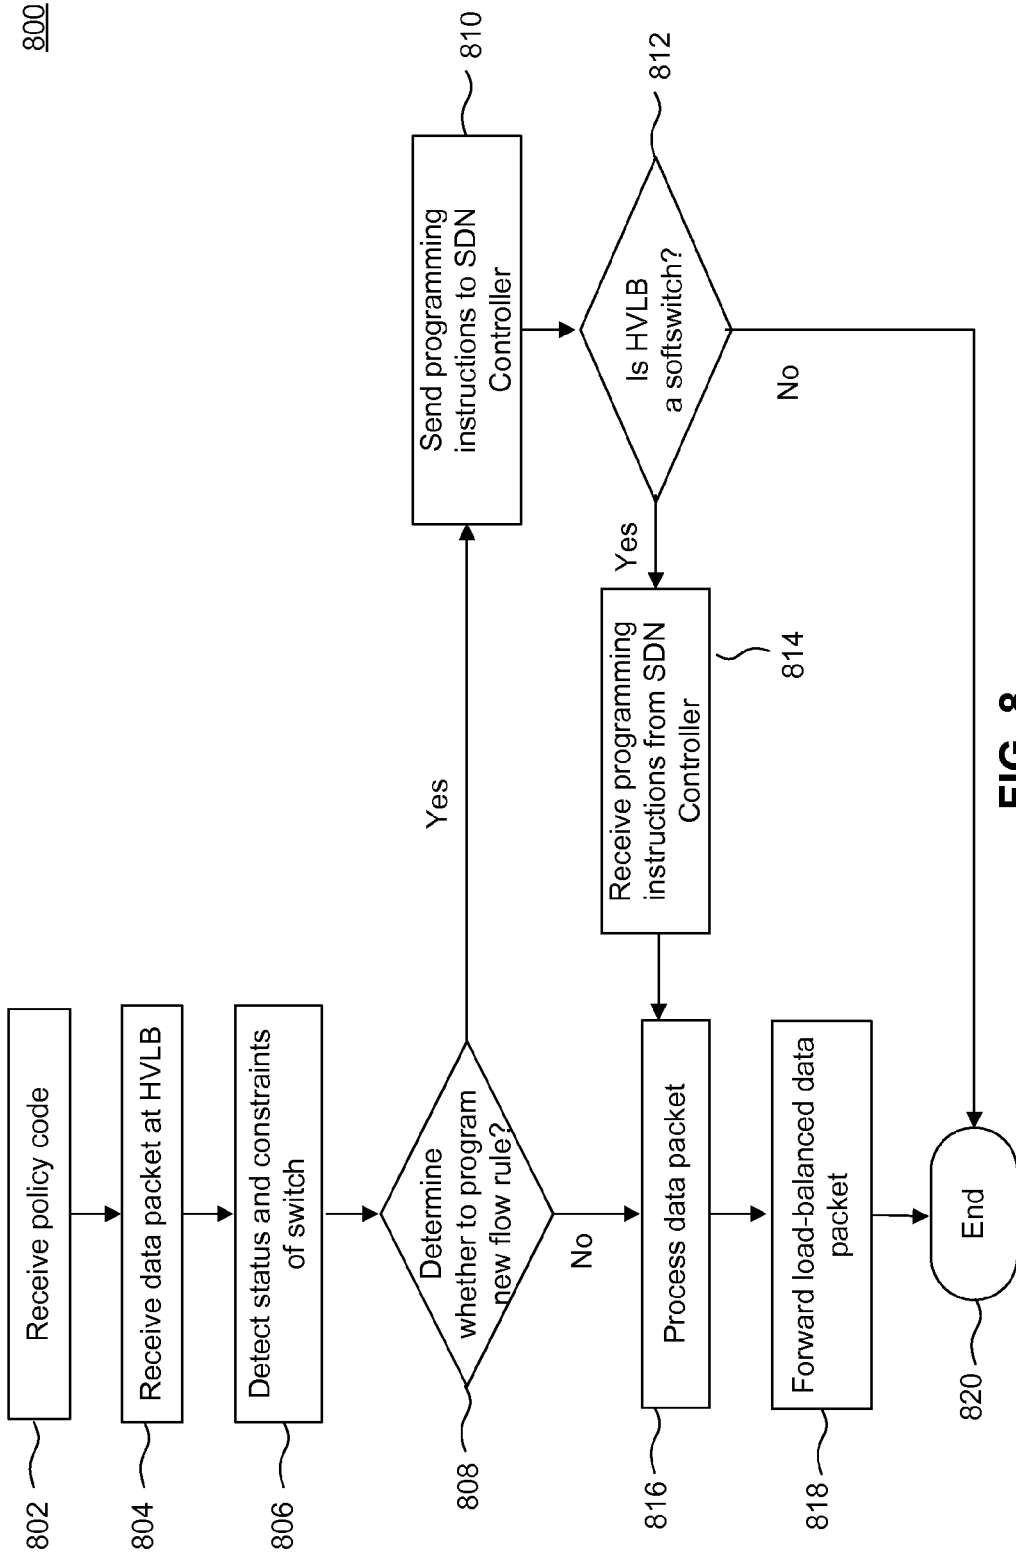 800
Receive policy code
802
Receive data packet at HVLB
804
Detect status and constraints
of switch
806
Determine
whether to program
new flow rule?
808
Yes
Send programming
instructions to SDN
Controller
810
Is HVLB
a softswitch?
812
No
Yes
Receive programming
instructions from SDN
Controller
814
No
Process data packet
816
Forward load-balanced data
packet
818
End
820
FIG. 8